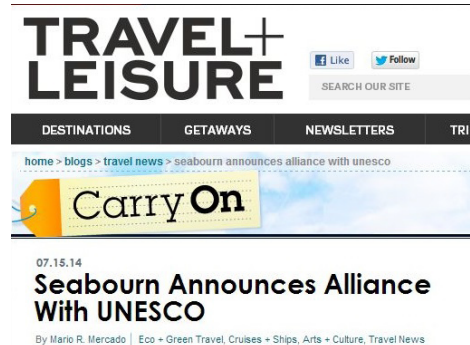 TRAVEL+
LEISURE
Like
Follow
SEARCH OUR SITE
DESTINATIONS GETAWAYS NEWSLETTERS TRI
home > blogs > travel news > seabourn announces alliance with unesco
Carry On
07.15.14
Seabourn Announces Alliance
With UNESCO
By Mario R. Mercado | Eco + Green Travel, Cruises + Ships, Arts + Culture, Travel News